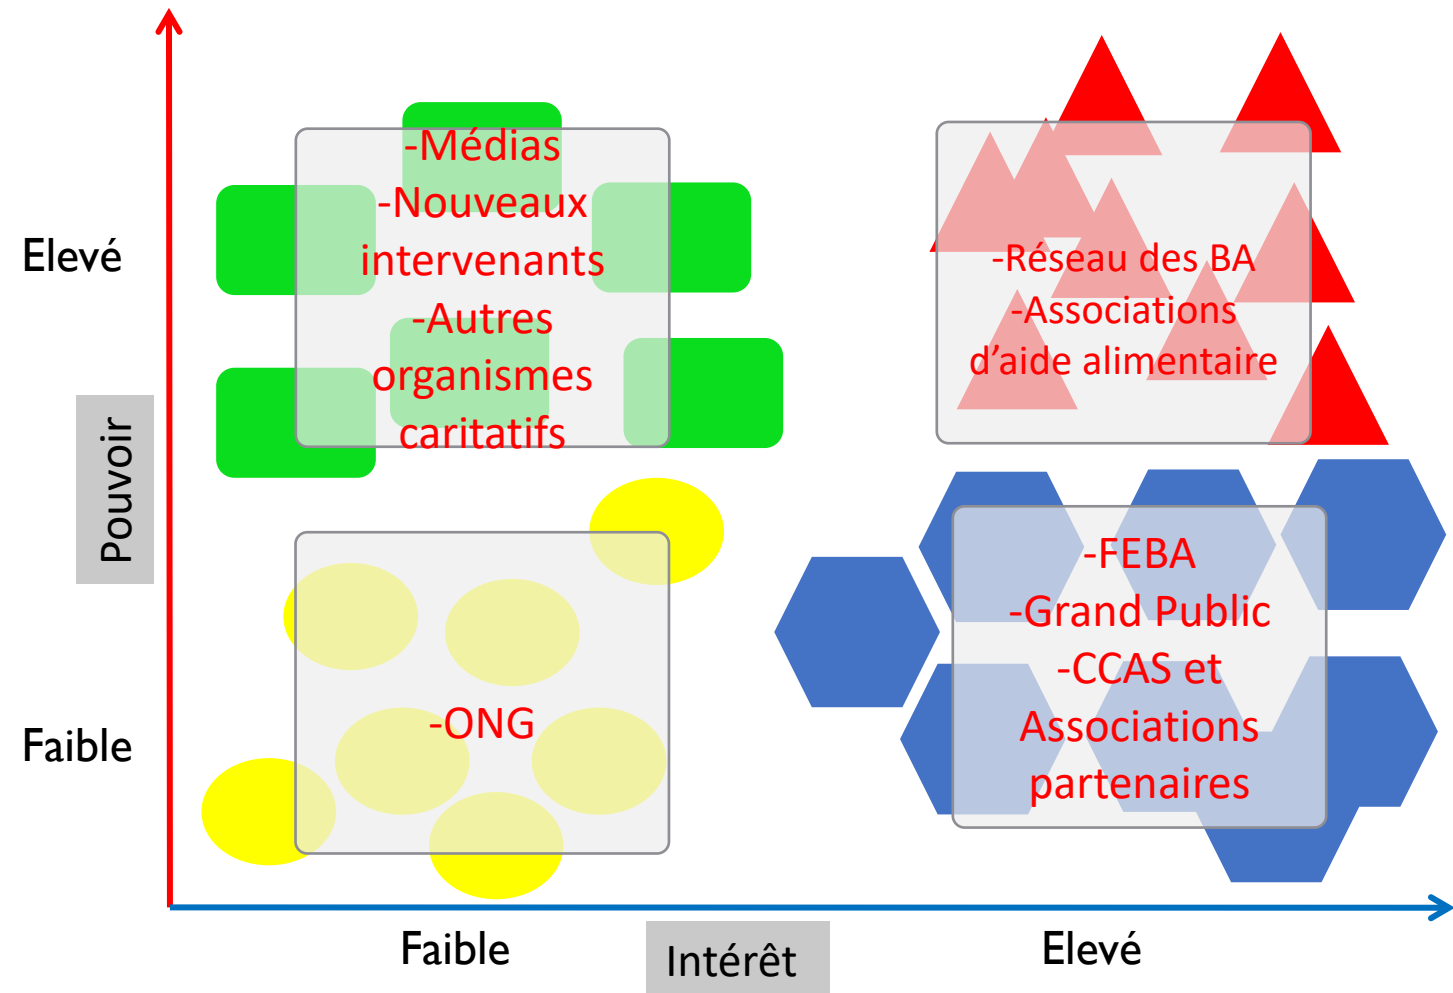 -Médias
-Nouveaux
intervenants
-Autres
organismes
caritatifs
-Réseau des BA
-Associations
d’aide alimentaire
Elevé
Pouvoir
-ONG
-FEBA
-Grand Public
-CCAS et
Associations
partenaires
Faible
Faible
Intérêt
Elevé